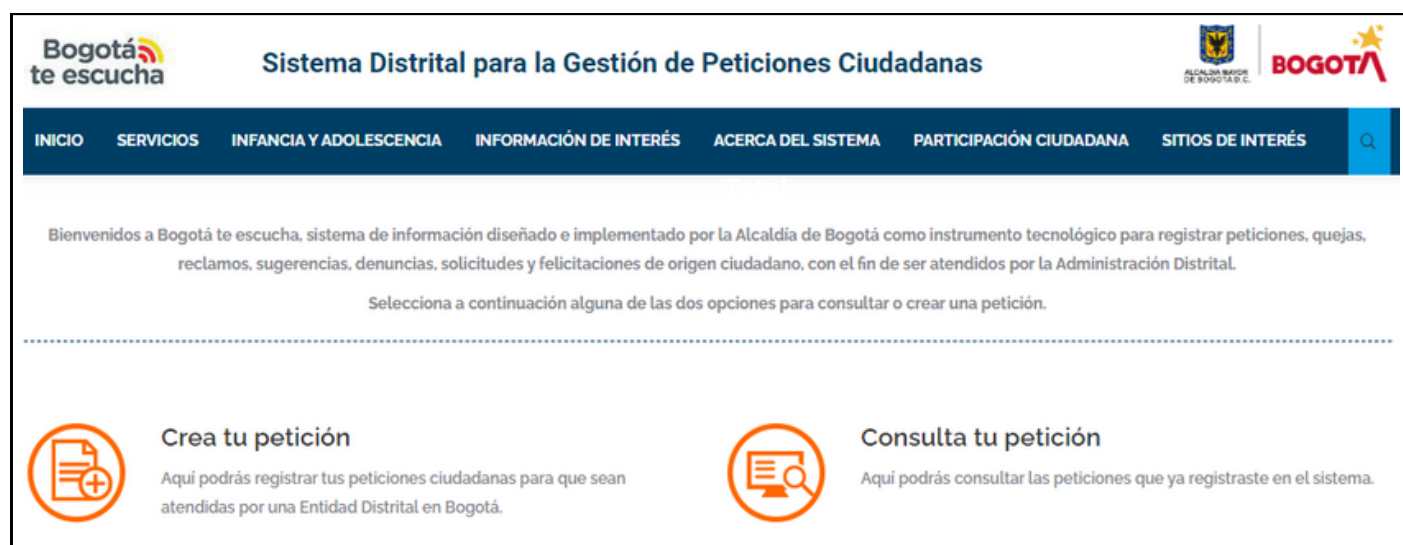 Bogotá
te escucha
Sistema Distrital para la Gestión de Peticiones Ciudadanas
ALCALDÍA MAYOR
DE BOGOTÁ D.C.
BOGOTÁ
INICIO SERVICIOS INFANCIA Y ADOLESCENCIA INFORMACIÓN DE INTERÉS ACERCA DEL SISTEMA PARTICIPACIÓN CIUDADANA SITIOS DE INTERÉS
Bienvenidos a Bogotá te escucha, sistema de información diseñado e implementado por la Alcaldía de Bogotá como instrumento tecnológico para registrar peticiones, quejas,
reclamos, sugerencias, denuncias, solicitudes y felicitaciones de origen ciudadano, con el fin de ser atendidos por la Administración Distrital.
Selecciona a continuación alguna de las dos opciones para consultar o crear una petición.
Crea tu petición
Aquí podrás registrar tus peticiones ciudadanas para que sean
atendidas por una Entidad Distrital en Bogotá.
Consulta tu petición
Aquí podrás consultar las peticiones que ya registraste en el sistema.